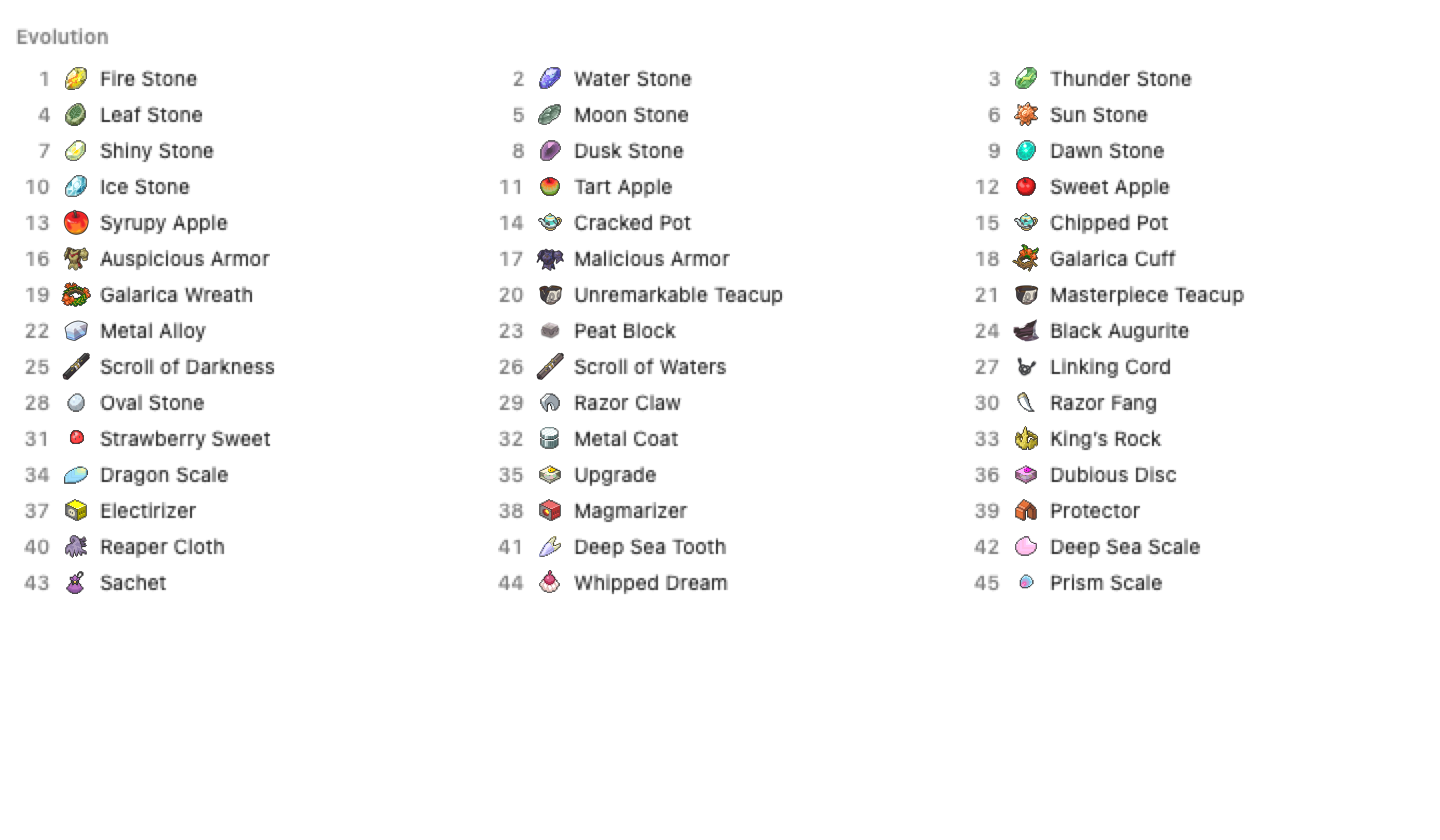 Evolution
1 Fire Stone 2 Water Stone 3 Thunder Stone
4 Leaf Stone 5 Moon Stone 6 Sun Stone
7 Shiny Stone 8 Dusk Stone 9 Dawn Stone
10 Ice Stone 11 Tart Apple 12 Sweet Apple
13 Syrupy Apple 14 Cracked Pot 15 Chipped Pot
16 Auspicious Armor 17 Malicious Armor 18 Galarica Cuff
19 Galarica Wreath 20 Unremarkable Teacup 21 Masterpiece Teacup
22 Metal Alloy 23 Peat Block 24 Black Augurite
25 Scroll of Darkness 26 Scroll of Waters 27 Linking Cord
28 Oval Stone 29 Razor Claw 30 Razor Fang
31 Strawberry Sweet 32 Metal Coat 33 King's Rock
34 Dragon Scale 35 Upgrade 36 Dubious Disc
37 Electirizer 38 Magmarizer 39 Protector
40 Reaper Cloth 41 Deep Sea Tooth 42 Deep Sea Scale
43 Sachet 44 Whipped Dream 45 Prism Scale